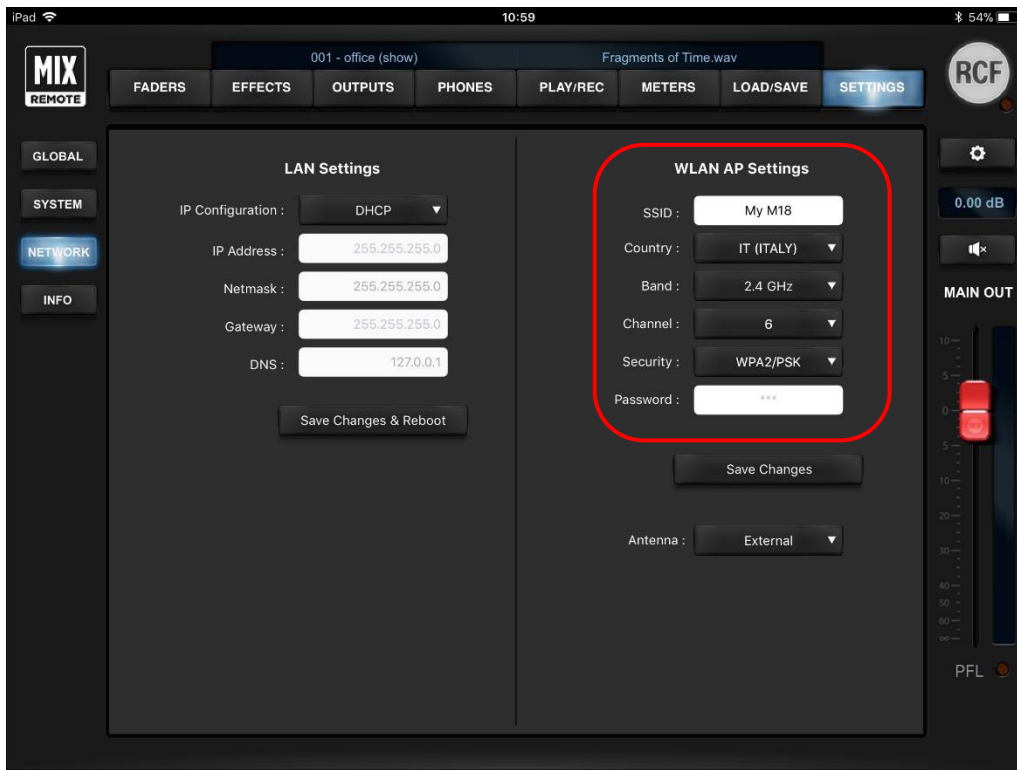 iPad 10:59 54%
MIX
REMOTE
001 - office (show) Fragments of Time.wav
RCF
FADERS EFFECTS OUTPUTS PHONES PLAY/REC METERS LOAD/SAVE SETTINGS
GLOBAL
SYSTEM
NETWORK
INFO
LAN Settings
IP Configuration : DHCP
IP Address : 255.255.255.0
Netmask : 255.255.255.0
Gateway : 255.255.255.0
DNS : 127.0.0.1
Save Changes & Reboot
WLAN AP Settings
SSID : My M18
Country : IT (ITALY)
Band : 2.4 GHz
Channel : 6
Security : WPA2/PSK
Password : ***
Save Changes
Antenna : External
0.00 dB
MAIN OUT
10
5
0
5
10
20
30
40
50
60
∞
PFL